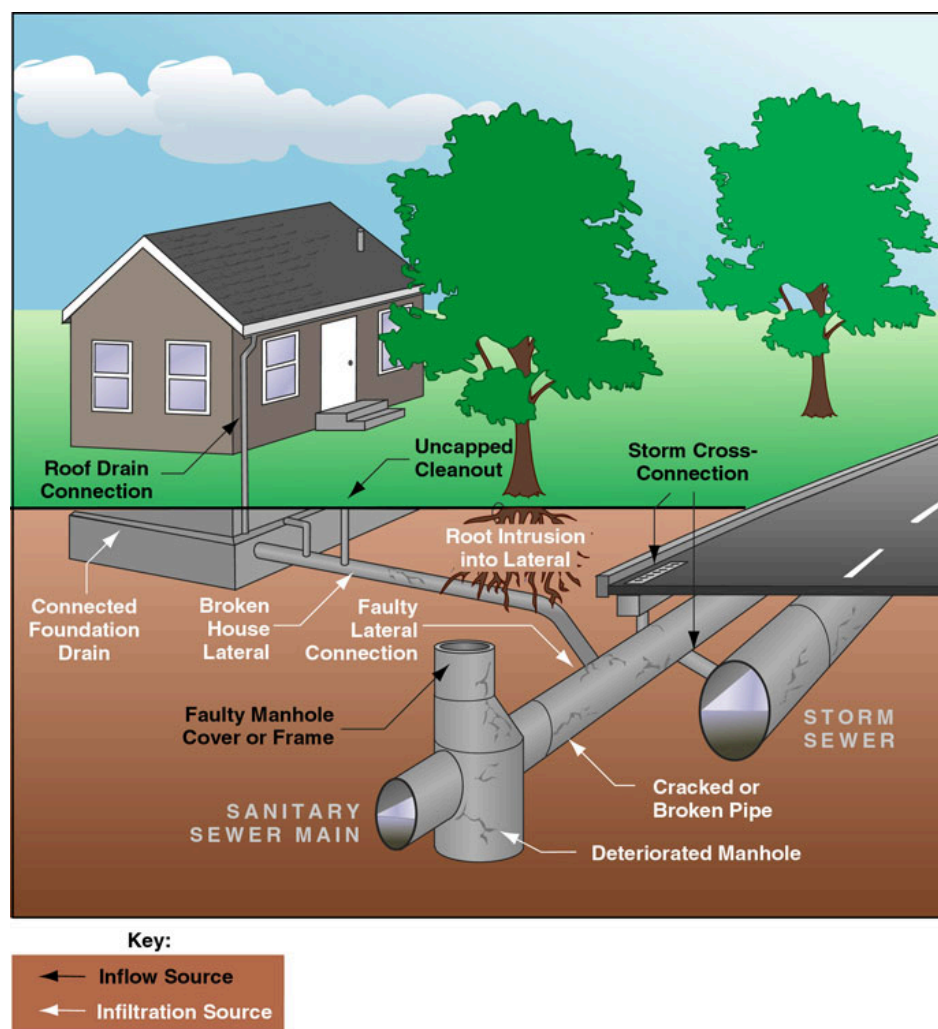 Roof Drain
Connection
Uncapped
Cleanout
Storm Cross-
Connection
Root Intrusion
into Lateral
Connected
Foundation
Drain
Broken
House
Lateral
Faulty
Lateral
Connection
Faulty Manhole
Cover or Frame
STORM
SEWER
SANITARY
SEWER MAIN
Cracked or
Broken Pipe
Deteriorated Manhole
Key:
Inflow Source
Infiltration Source